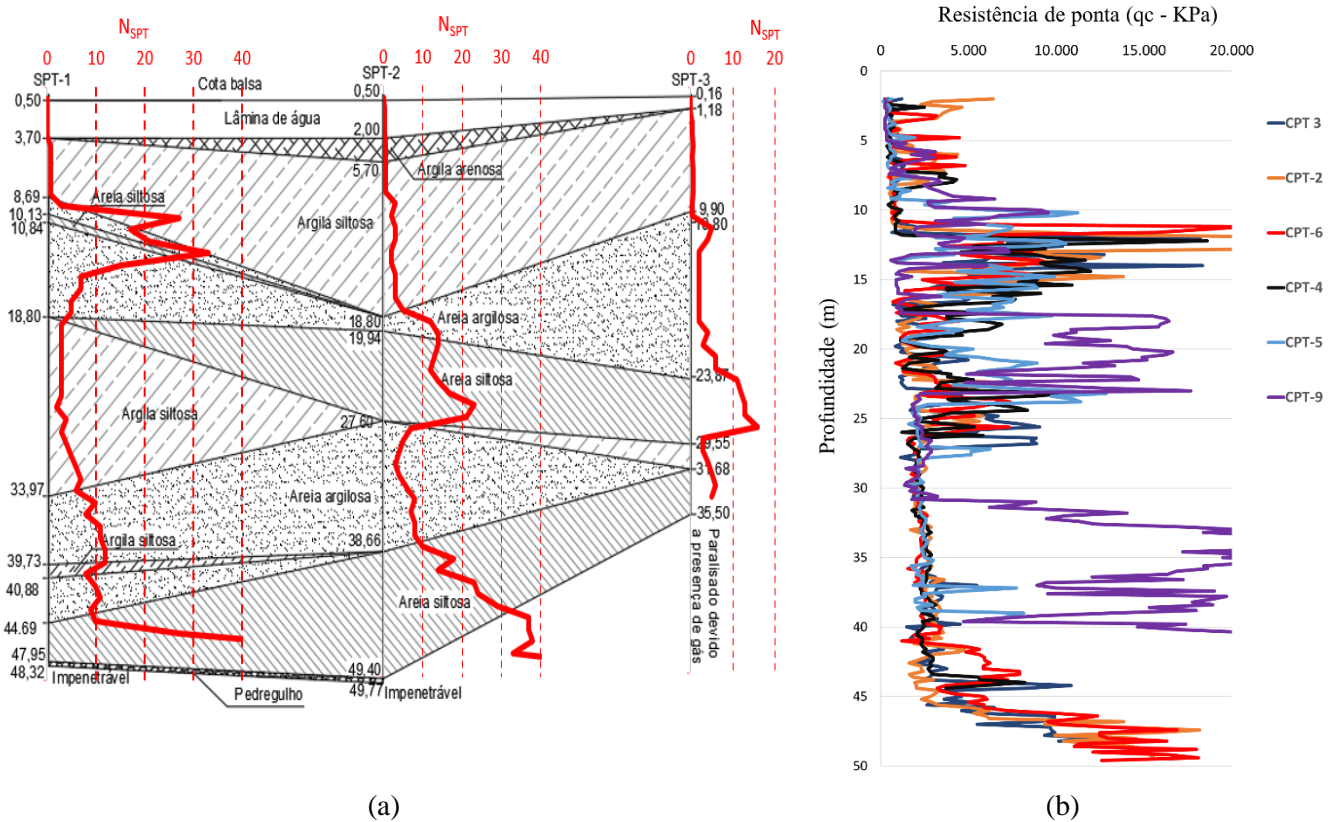 N_SPT
0 10 20 30 40
SPT-1
N_SPT
0 10 20 30 40
SPT-2
N_SPT
0 10 20
SPT-3
Cota balsa
0,50
0,50
0,16
1,18
Lâmina de água
3,70
2,00
5,70
Argila arenosa
8,69
10,13
10,84
Areia siltosa
Argila siltosa
9,90
18,80
18,80
19,94
Areia argilosa
23,87
Areia siltosa
Argila siltosa
27,60
29,55
31,68
33,97
Areia argilosa
35,50
Argila siltosa
38,66
39,73
40,88
Areia siltosa
44.69
47,95
48,32
49,40
49,77
Impenetrável
Pedregulho
Impenetrável
Paralisado devido
a presença de gás
(a)
Resistência de ponta (qc - KPa)
0 5.000 10.000 15.000 20.000
Profundidade (m)
0
5
10
15
20
25
30
35
40
45
50
CPT 3
CPT-2
CPT-6
CPT-4
CPT-5
CPT-9
(b)